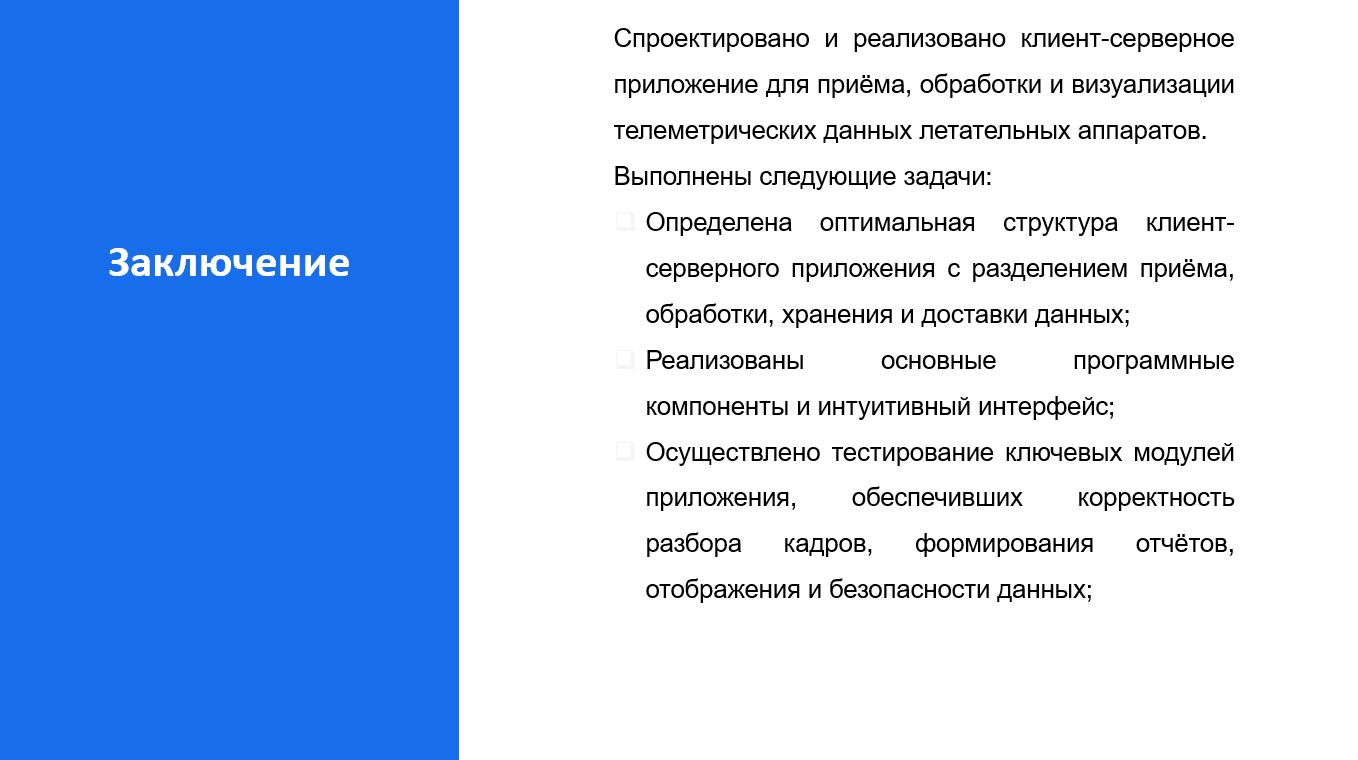 Заключение
Спроектировано и реализовано клиент-серверное
приложение для приёма, обработки и визуализации
телеметрических данных летательных аппаратов.
Выполнены следующие задачи:
Определена оптимальная структура клиент-
серверного приложения с разделением приёма,
обработки, хранения и доставки данных;
Реализованы основные программные
компоненты и интуитивный интерфейс;
Осуществлено тестирование ключевых модулей
приложения, обеспечивших корректность
разбора кадров, формирования отчётов,
отображения и безопасности данных;